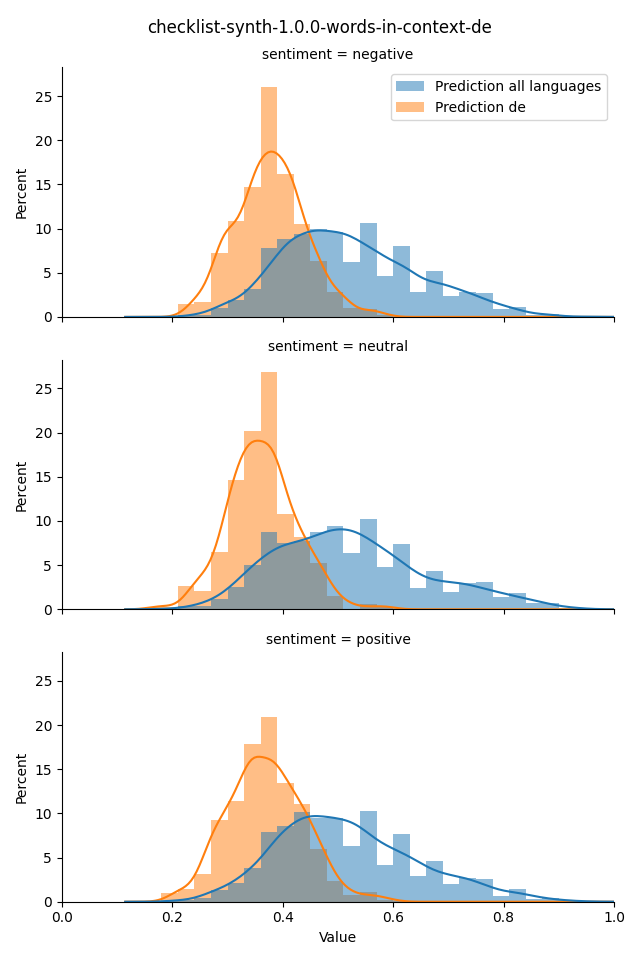 checklist-synth-1.0.0-words-in-context-de
sentiment = negative
Prediction all languages
Prediction de
25
20
15
10
5
0
Percent
sentiment = neutral
25
20
15
10
5
0
Percent
sentiment = positive
25
20
15
10
5
0
Percent
0.0 0.2 0.4 0.6 0.8 1.0
Value